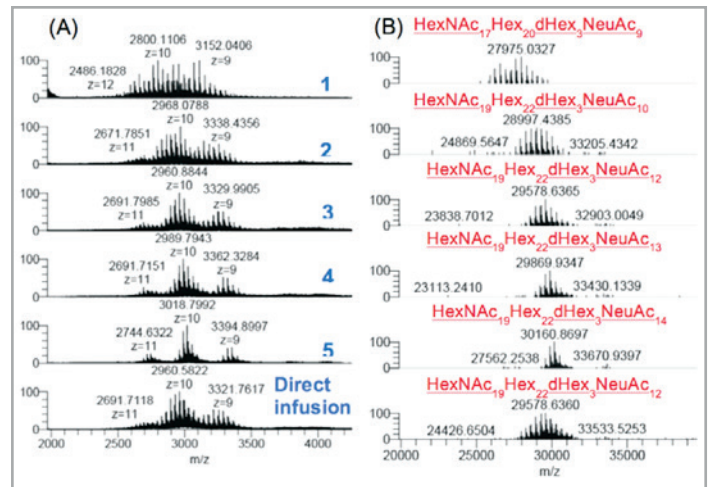 (A)
2800.1106
z=10
3152.0406
z=9
2486.1828
z=12
100
0
1
2968.0788
z=10
2671.7851
z=11
3338.4356
z=9
100
0
2
2960.8844
z=10
2691.7985
z=11
3329.9905
z=9
100
0
3
2989.7943
z=10
2691.7151
z=11
3362.3284
z=9
100
0
4
3018.7992
z=10
2744.6322
z=11
3394.8997
z=9
100
0
5
2960.5822
z=10
2691.7118
z=11
3321.7617
z=9
Direct
infusion
100
0
2000 3000 4000
m/z
(B)
HexNAc₁₇Hex₂₀dHex₃NeuAc₉
27975.0327
100
0
HexNAc₁₉Hex₂₂dHex₃NeuAc₁₀
28997.4385
24869.5647
33205.4342
100
0
HexNAc₁₉Hex₂₂dHex₃NeuAc₁₂
29578.6365
23838.7012
32903.0049
100
0
HexNAc₁₉Hex₂₂dHex₃NeuAc₁₃
29869.9347
23113.2410
33430.1339
100
0
HexNAc₁₉Hex₂₂dHex₃NeuAc₁₄
30160.8697
27562.2538
33670.9397
100
0
HexNAc₁₉Hex₂₂dHex₃NeuAc₁₂
29578.6360
24426.6504
33533.5253
100
0
20000 30000 35000
m/z